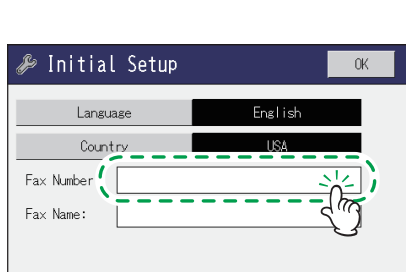 Initial Setup
OK
Language English
Country USA
Fax Number
Fax Name: